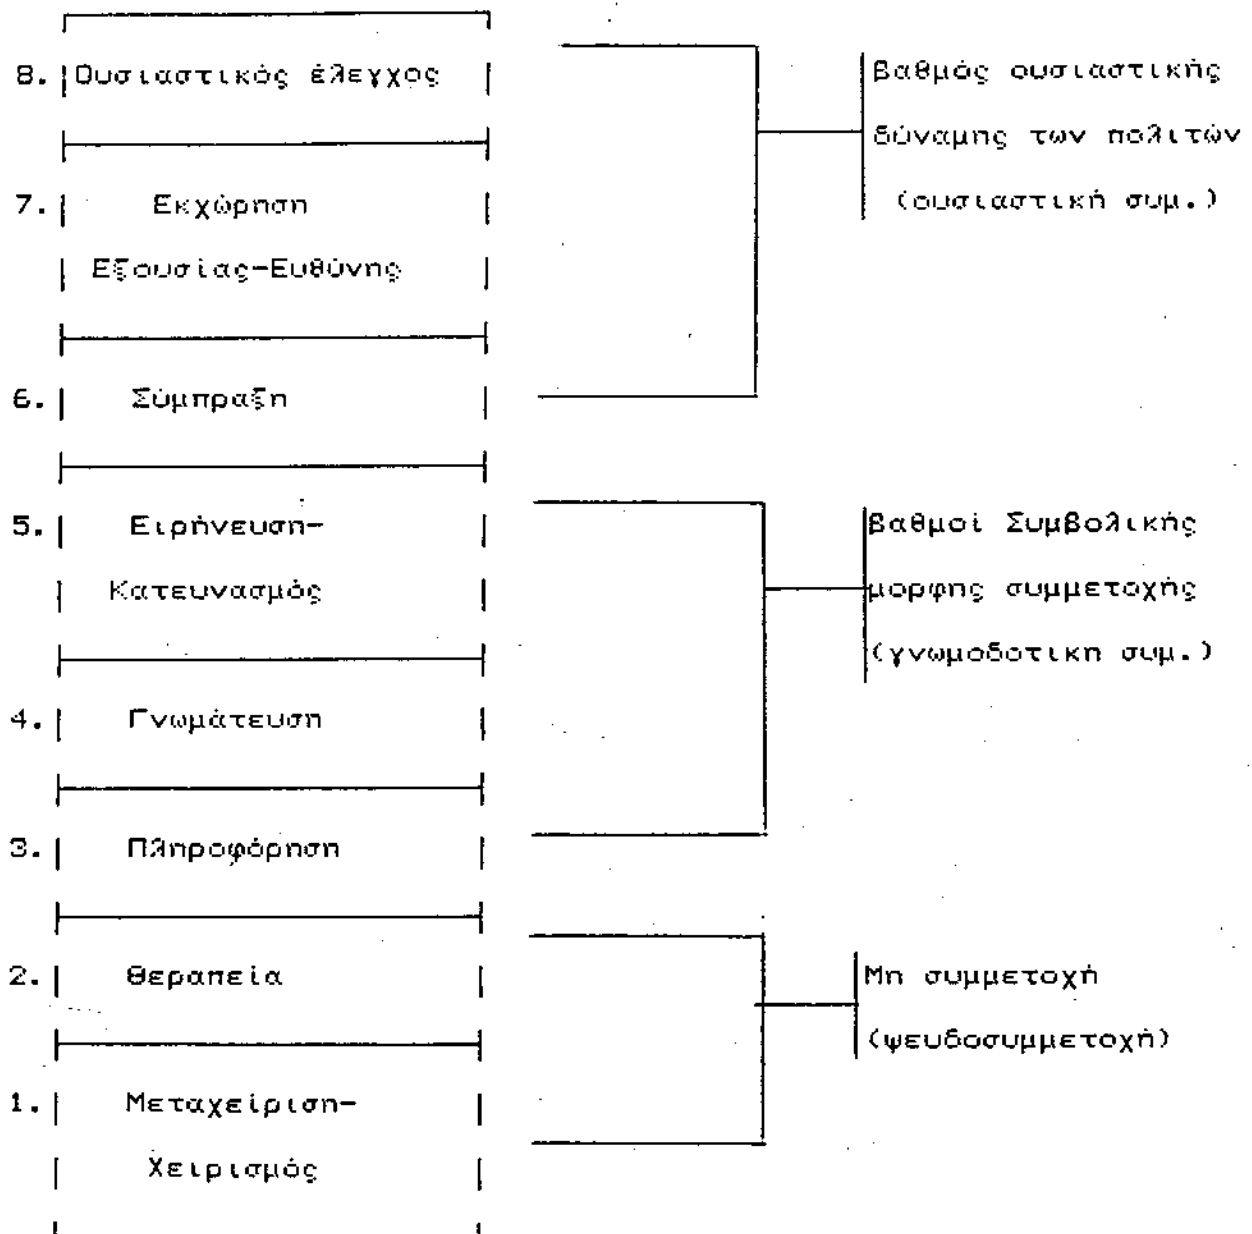 8. Ουσιαστικός έλεγχος
βαθμός ουσιαστικής
δύναμης των πολιτών
7. Εκχώρηση
(ουσιαστική συμ.)
Εξουσίας-Ευθύνης
6. Σύμπραξη
5. Ειρήνευση-
βαθμοί Συμβολικής
Κατευνασμός
μορφης συμμετοχής
(γνωμοδοτικη συμ.)
4. Γνωμάτευση
3. Πληροφόρηση
2. Θεραπεία
Μη συμμετοχή
(ψευδοσυμμετοχή)
1. Μεταχείριση-
Χειρισμός